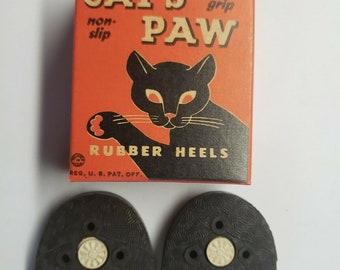 CAT'S
non-
slip
grip
PAW
RUBBER HEELS
REG. U. S. PAT. OFF.